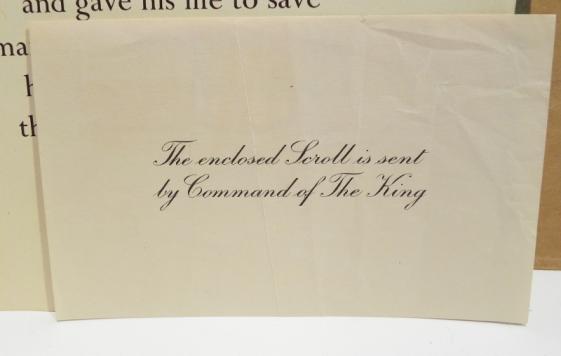 and gave his life to save
The enclosed Scroll is sent
by Command of The King